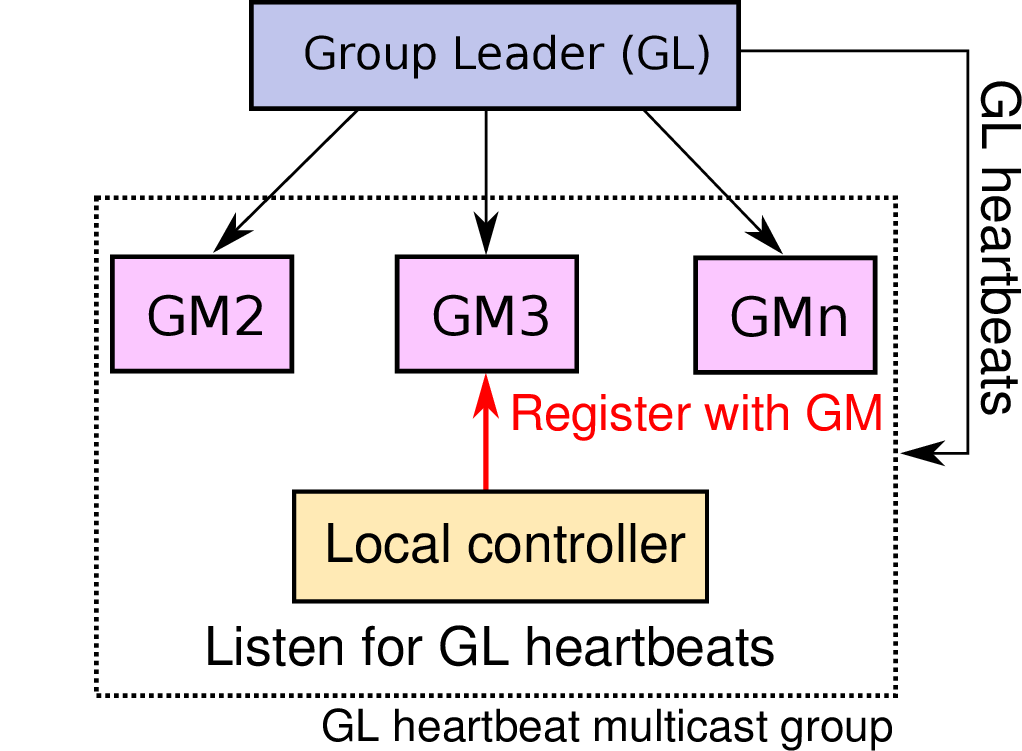 Group Leader (GL)
GL heartbeats
GM2
GM3
GMn
Register with GM
Local controller
Listen for GL heartbeats
GL heartbeat multicast group